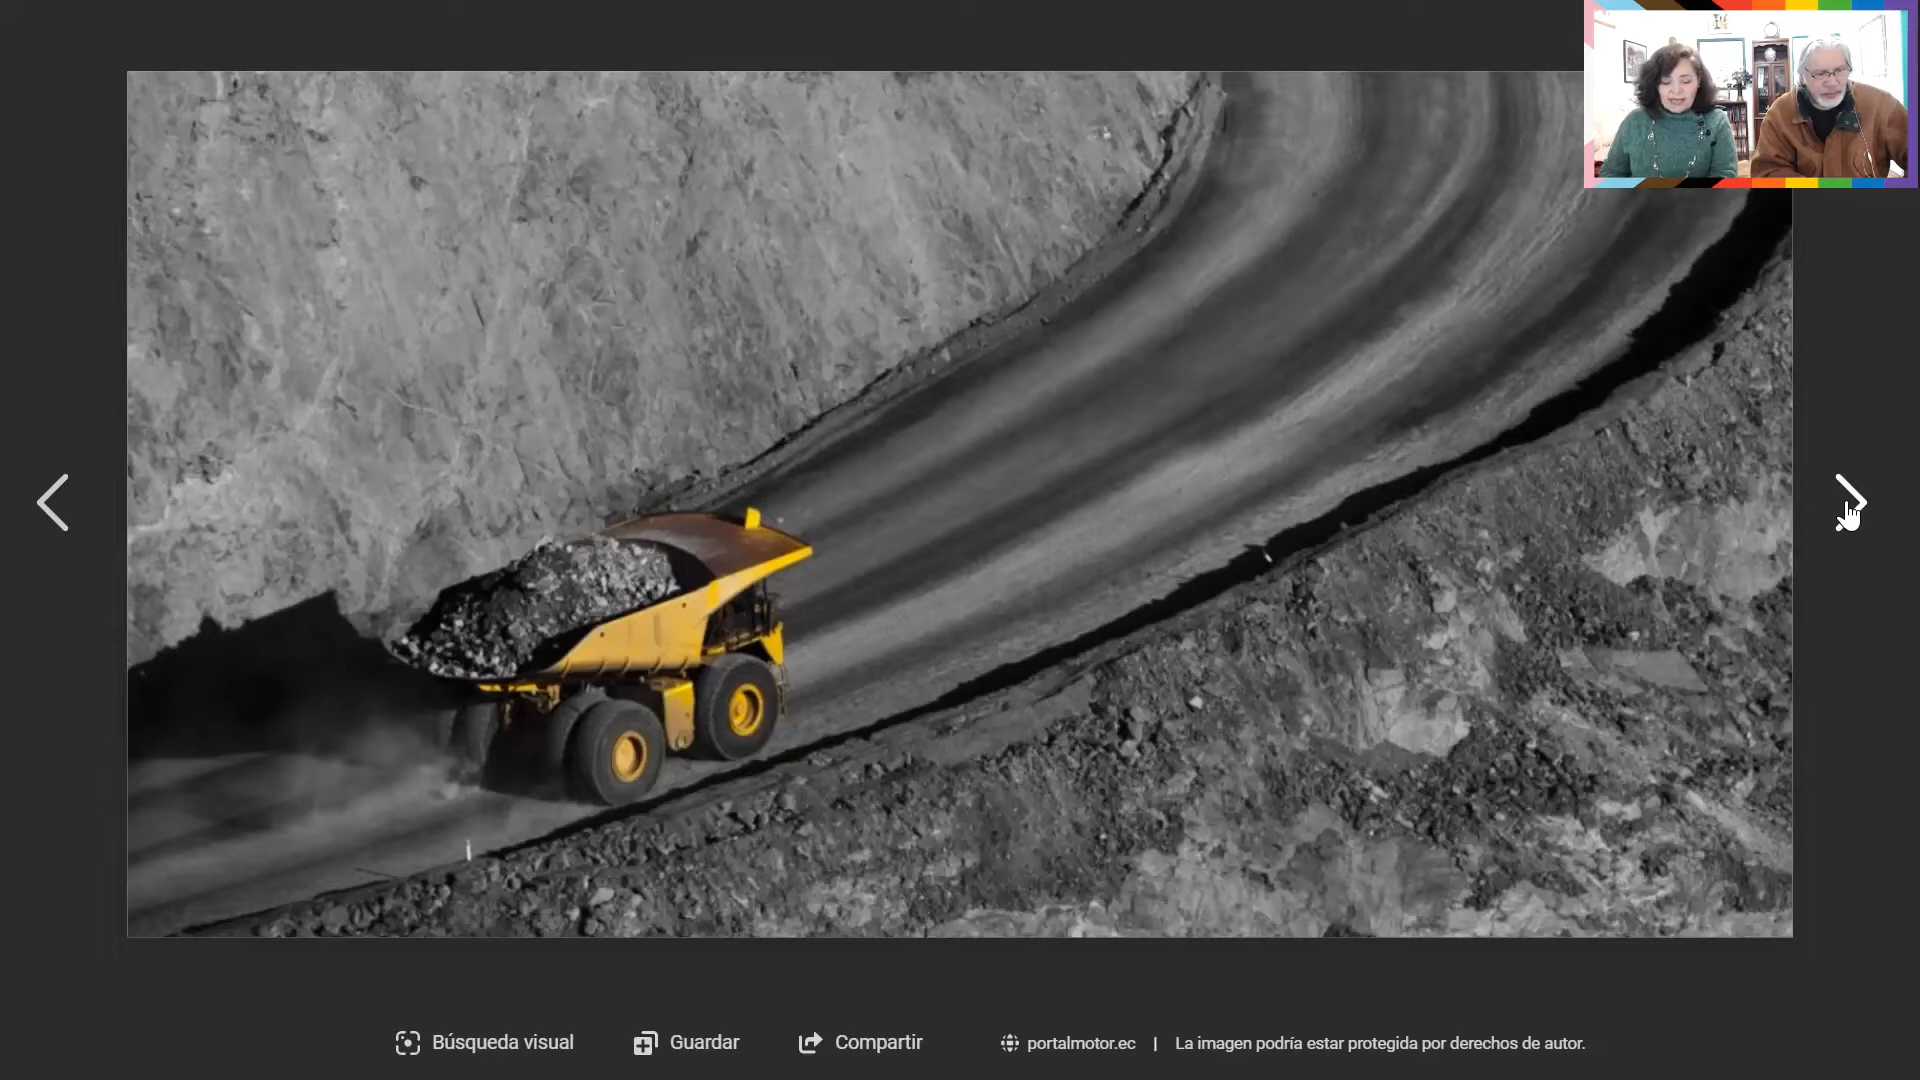 Búsqueda visual
Guardar
Compartir
portalmotor.ec | La imagen podría estar protegida por derechos de autor.